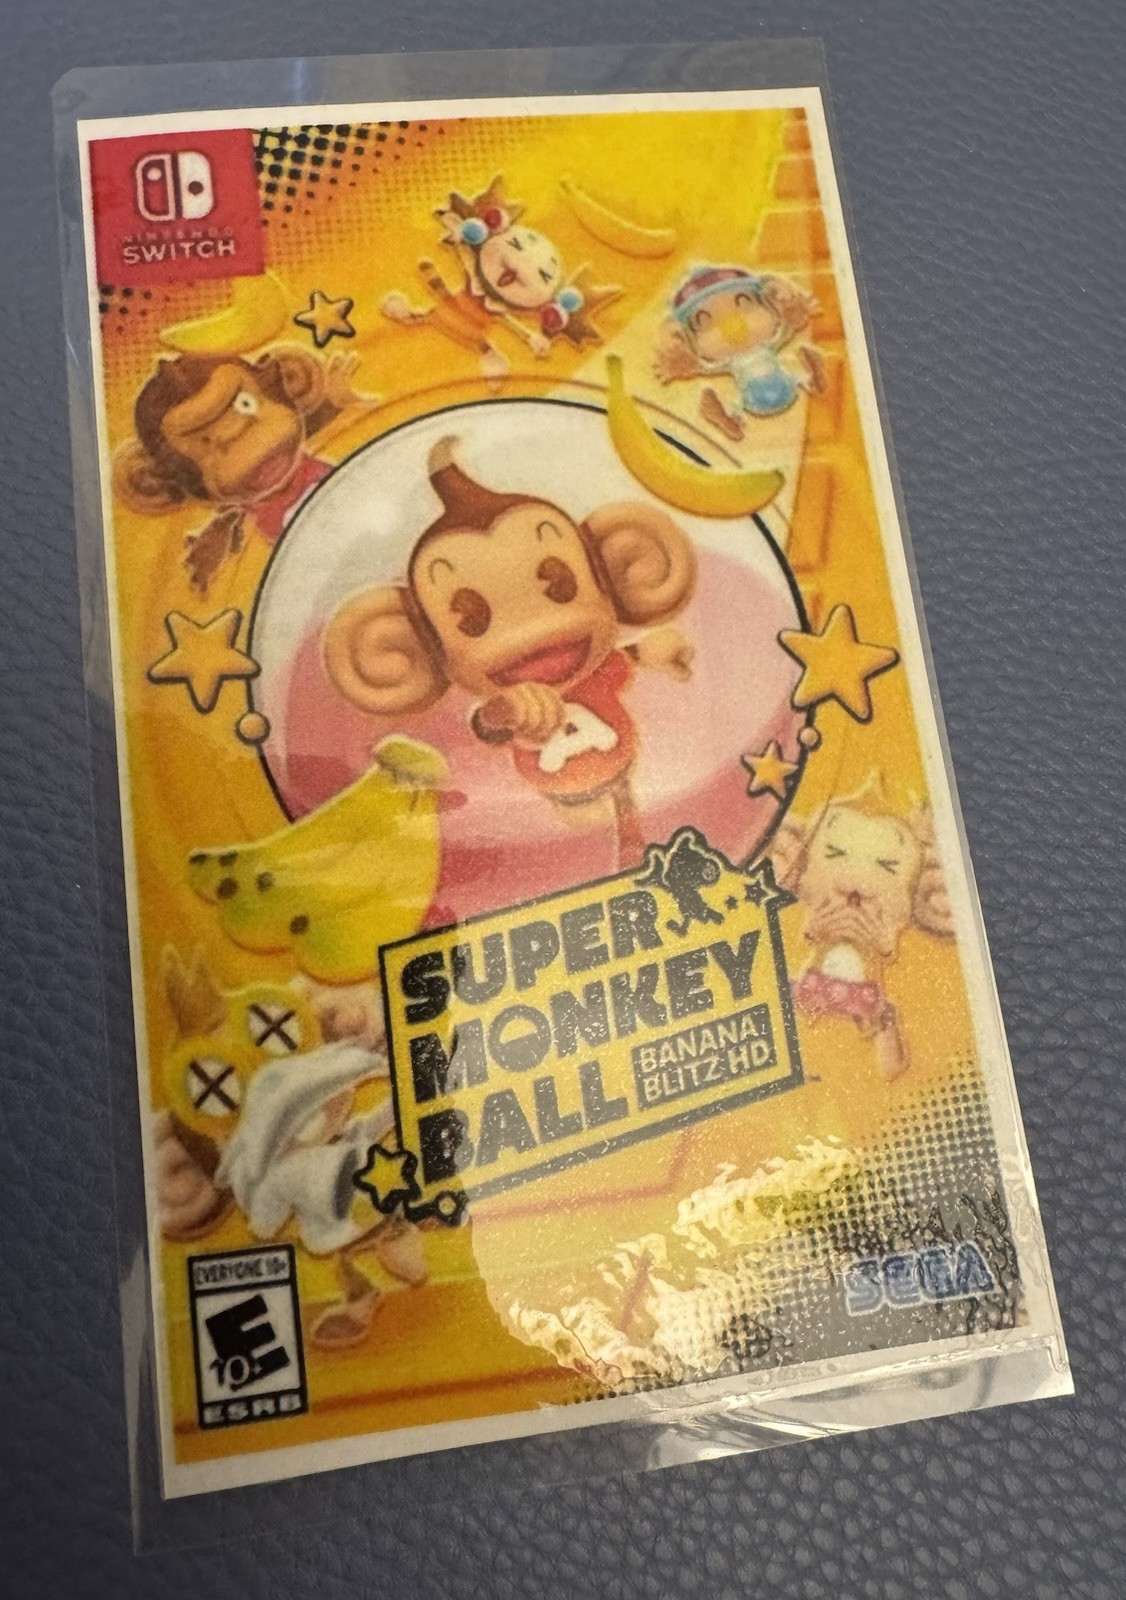 NINTENDO
SWITCH
SUPER
MONKEY
BALL
BANANA
BLITZ HD
SEGA
EVERYONE 10+
E
10+
ESRB